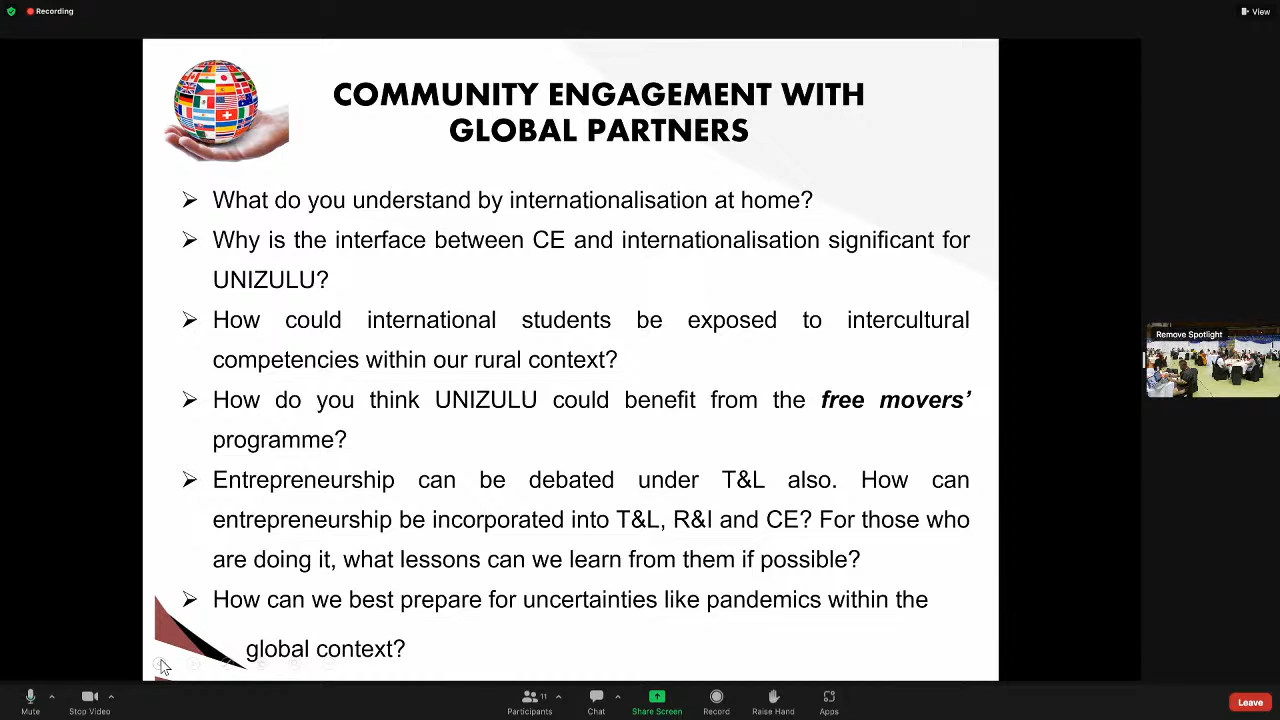 Recording
View
COMMUNITY ENGAGEMENT WITH
GLOBAL PARTNERS
➢ What do you understand by internationalisation at home?
➢ Why is the interface between CE and internationalisation significant for
UNIZULU?
➢ How could international students be exposed to intercultural
competencies within our rural context?
➢ How do you think UNIZULU could benefit from the free movers’
programme?
➢ Entrepreneurship can be debated under T&L also. How can
entrepreneurship be incorporated into T&L, R&I and CE? For those who
are doing it, what lessons can we learn from them if possible?
➢ How can we best prepare for uncertainties like pandemics within the
global context?
Remove Spotlight
Mute
Stop Video
11
Participants
Chat
Share Screen
Record
Raise Hand
Apps
Leave